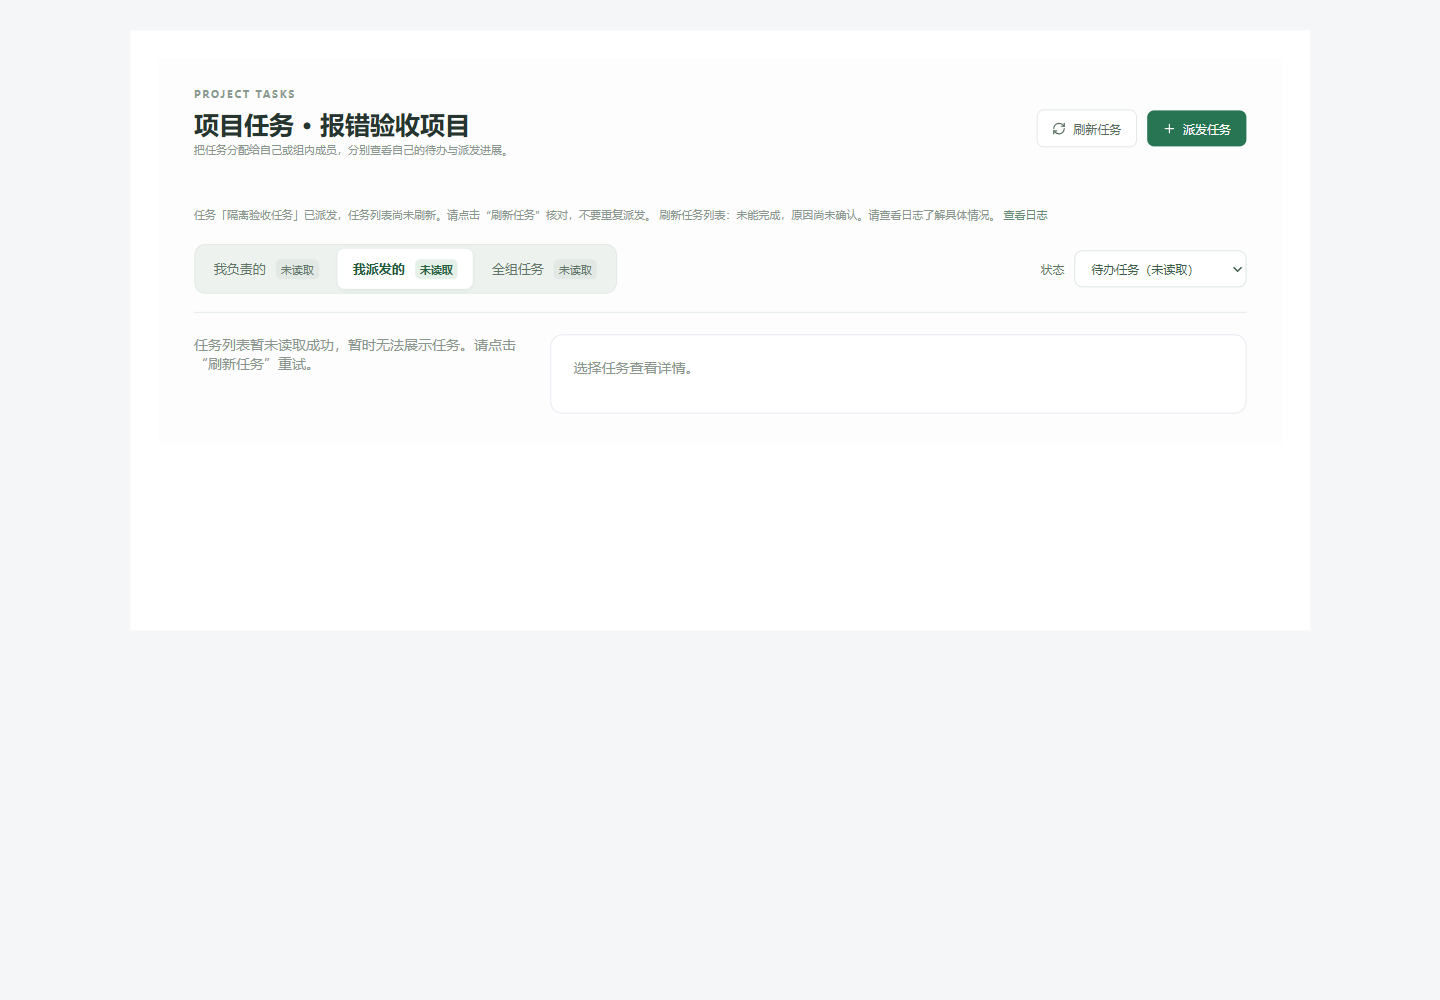 PROJECT TASKS
项目任务 • 报错验收项目
把任务分配给自己或组内成员，分别查看自己的待办与派发进展。
刷新任务
派发任务
任务「隔离验收任务」已派发，任务列表尚未刷新。请点击“刷新任务”核对，不要重复派发。 刷新任务列表：未能完成，原因尚未确认。请查看日志了解具体情况。 查看日志
我负责的 未读取 我派发的 未读取 全组任务 未读取
状态 待办任务（未读取）
任务列表暂未读取成功，暂时无法展示任务。请点击
“刷新任务”重试。
选择任务查看详情。